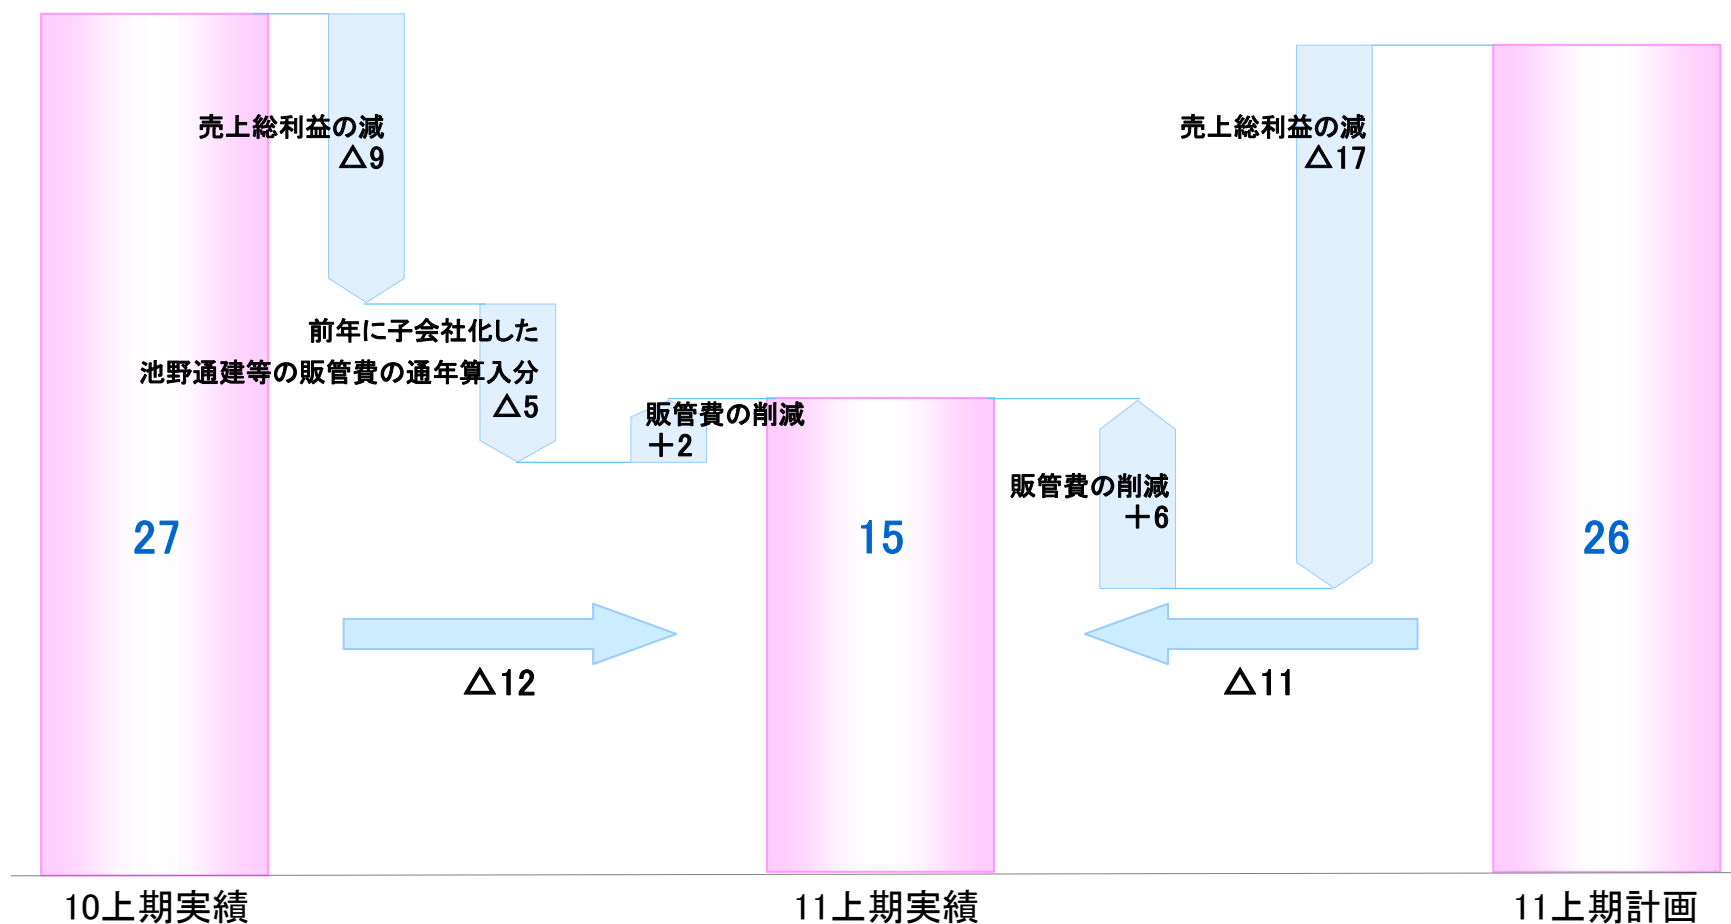 売上総利益の減
△9
前年に子会社化した
池野通建等の販管費の通年算入分
△5
販管費の削減
＋2
販管費の削減
＋6
売上総利益の減
△17
27
15
26
△12
△11
10上期実績
11上期実績
11上期計画